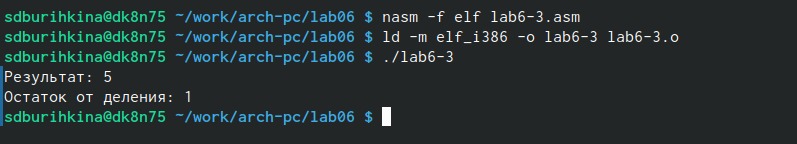 sdburihkina@dk8n75 ~/work/arch-pc/lab06 $ nasm -f elf lab6-3.asm
sdburihkina@dk8n75 ~/work/arch-pc/lab06 $ ld -m elf_i386 -o lab6-3 lab6-3.o
sdburihkina@dk8n75 ~/work/arch-pc/lab06 $ ./lab6-3
Результат: 5
Остаток от деления: 1
sdburihkina@dk8n75 ~/work/arch-pc/lab06 $